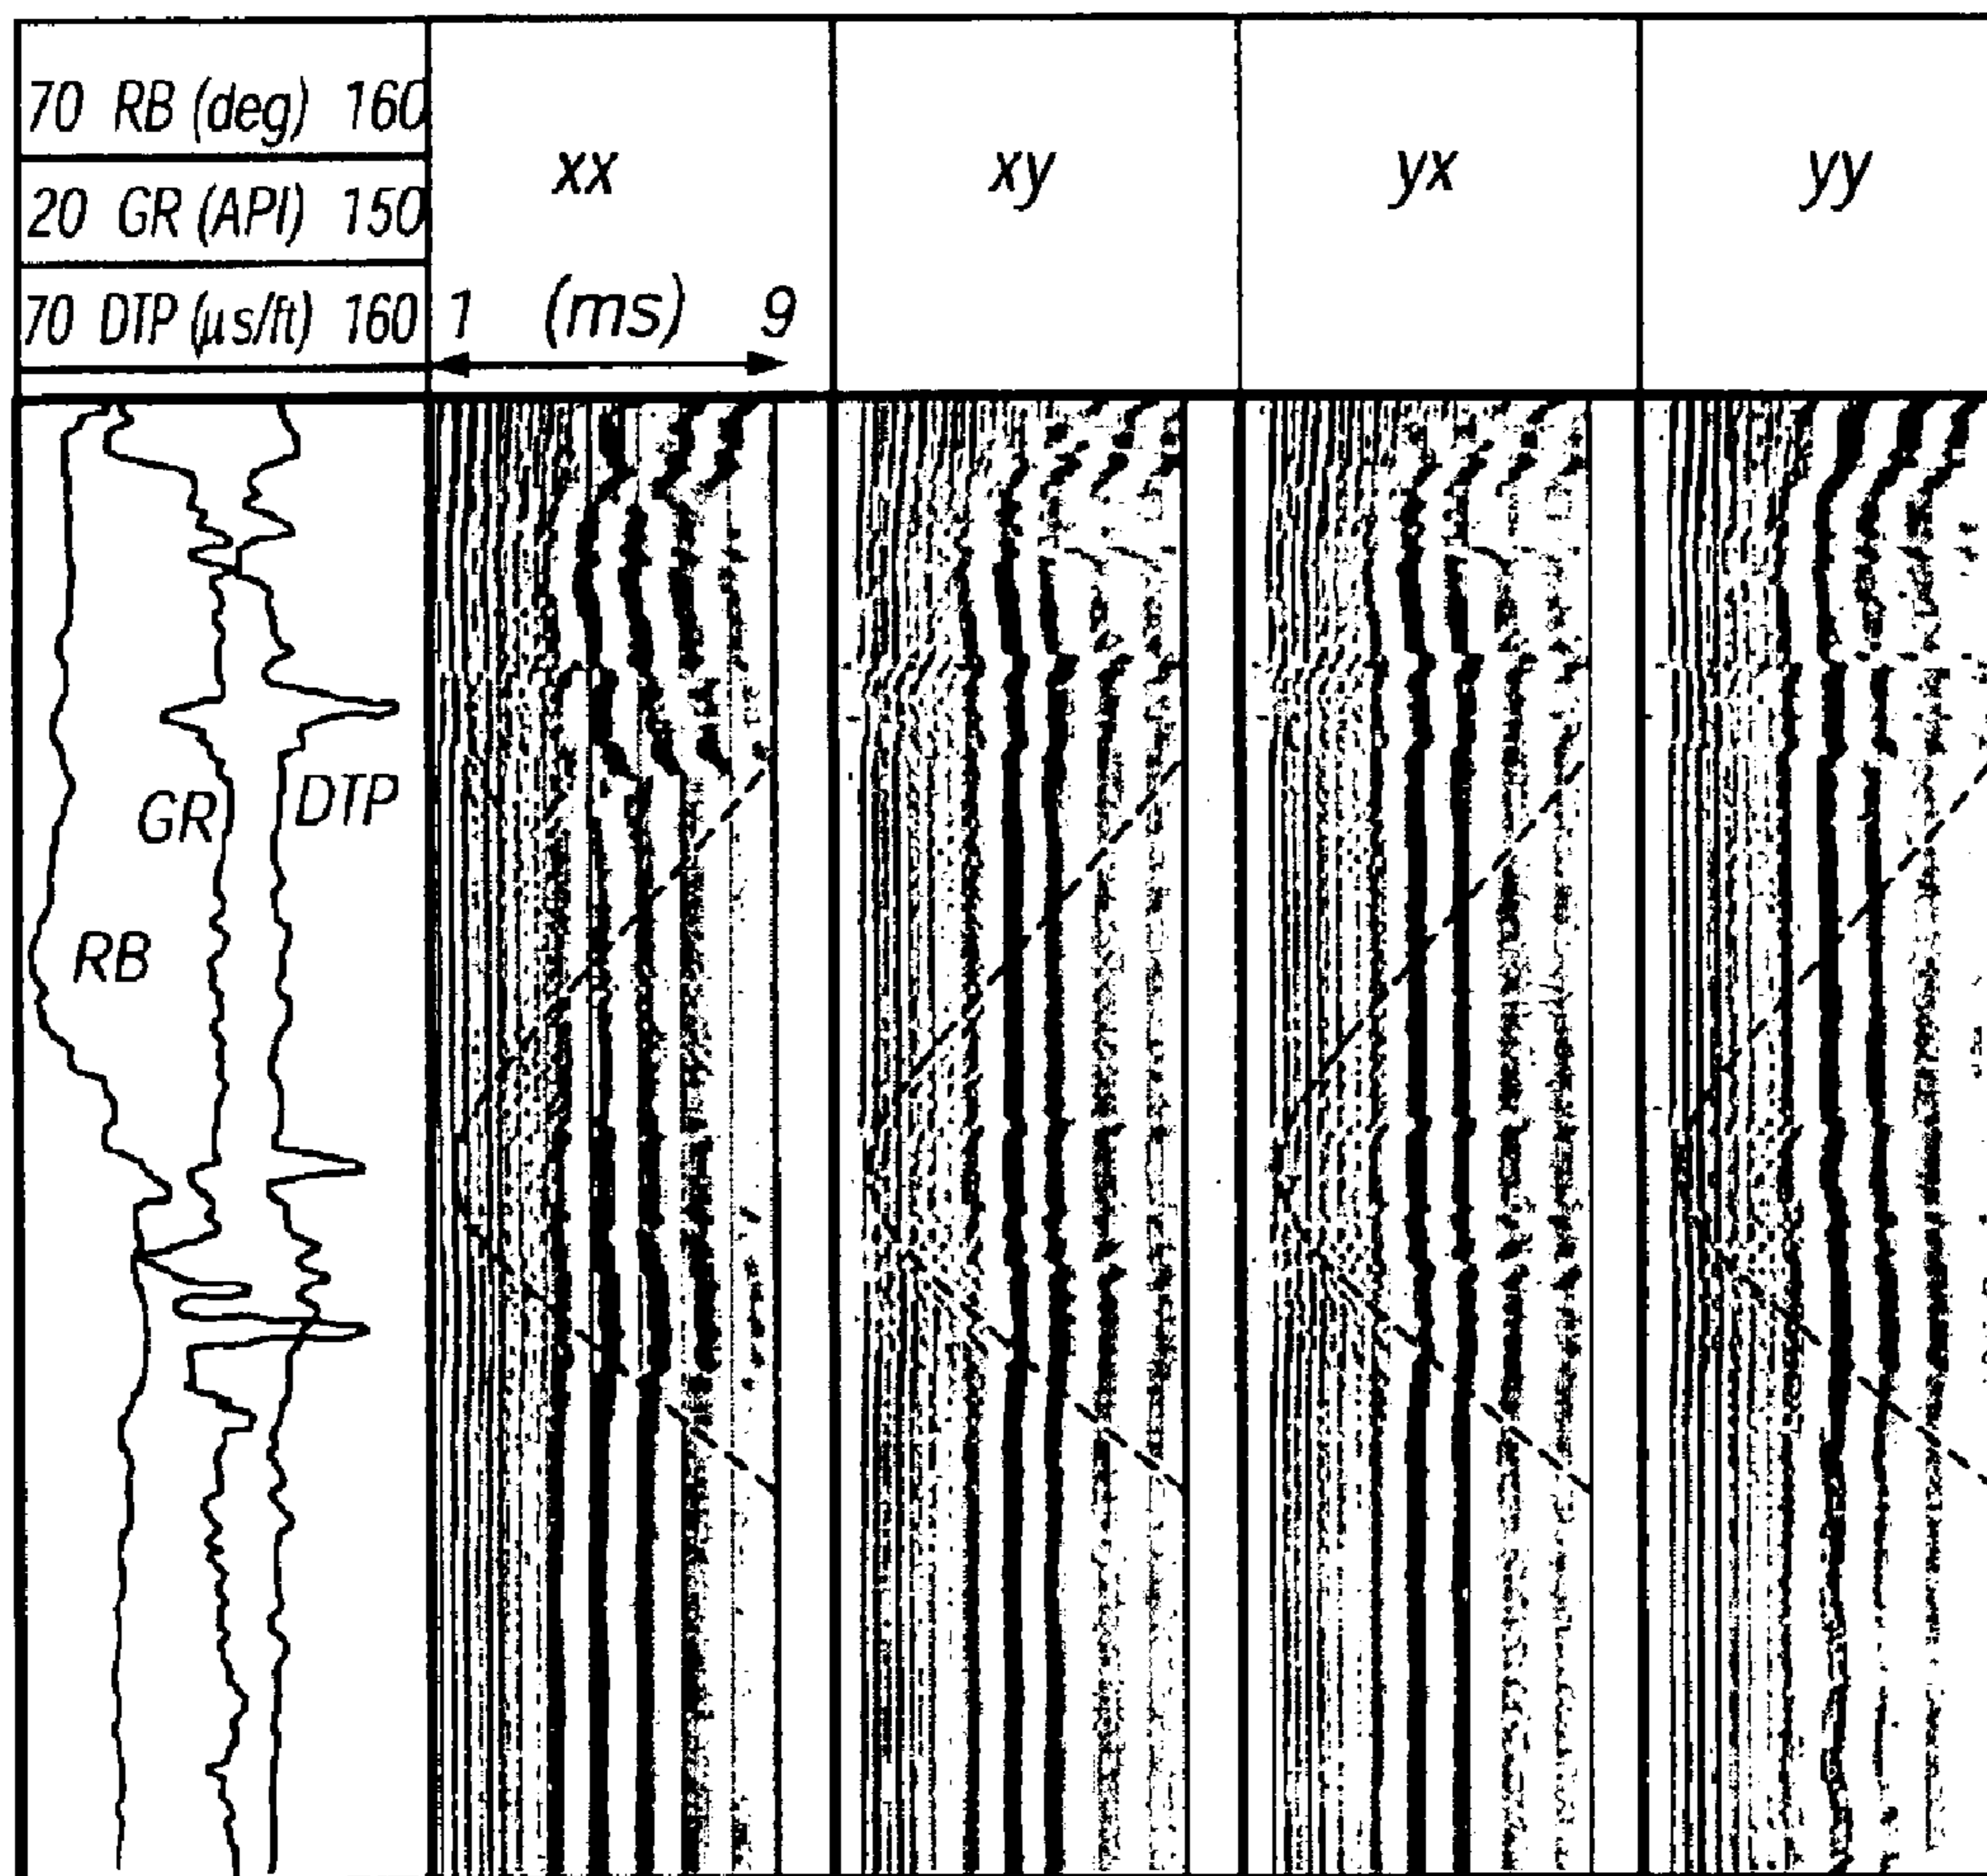 70 RB (deg) 160
20 GR (API) 150
70 DTP (µs/ft) 160
xx
1 (ms) 9
xy
yx
yy
GR
DTP
RB